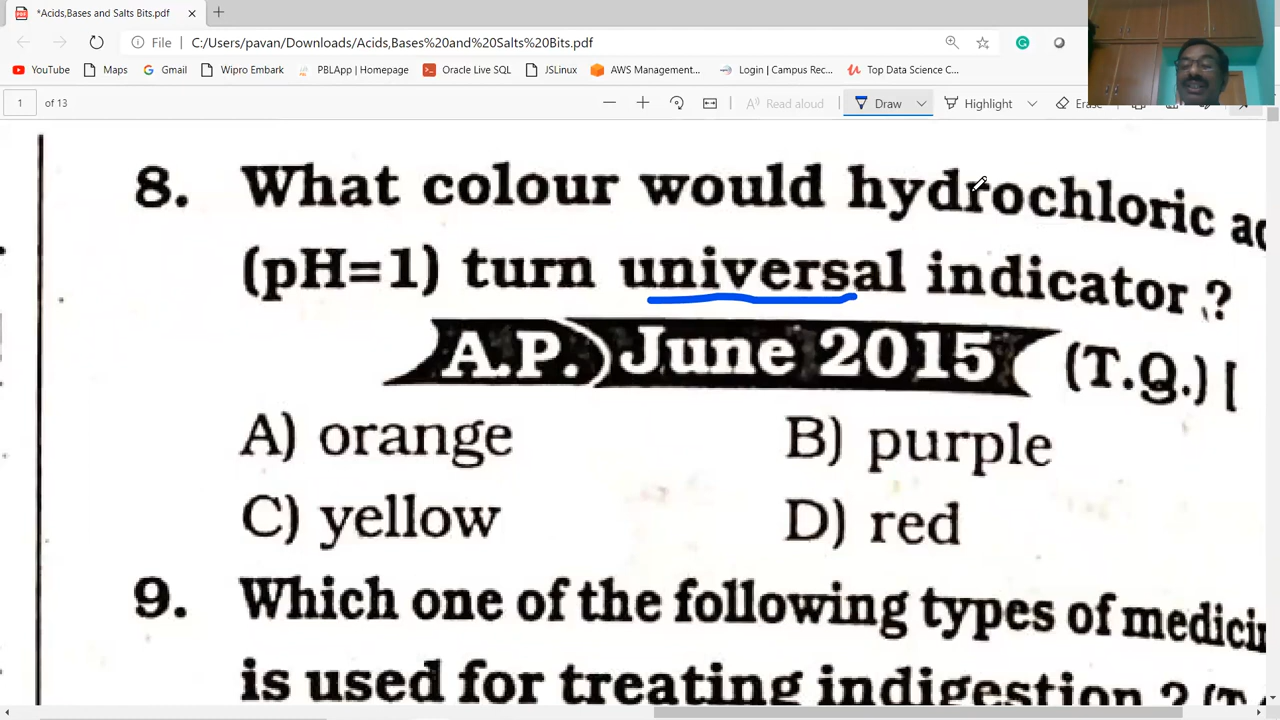 *Acids,Bases and Salts Bits.pdf
File C:/Users/pavan/Downloads/Acids,Bases%20and%20Salts%20Bits.pdf
YouTube Maps Gmail Wipro Embark PBLApp | Homepage Oracle Live SQL JSLinux AWS Management... Login | Campus Rec... Top Data Science C...
1 of 13 Read aloud Draw Highlight Erase
8. What colour would hydrochloric
(pH=1) turn universal indicator ?
A.P. June 2015 (T.Q.) [
A) orange B) purple
C) yellow D) red
9. Which one of the following types of
is used for treating indigestion ?